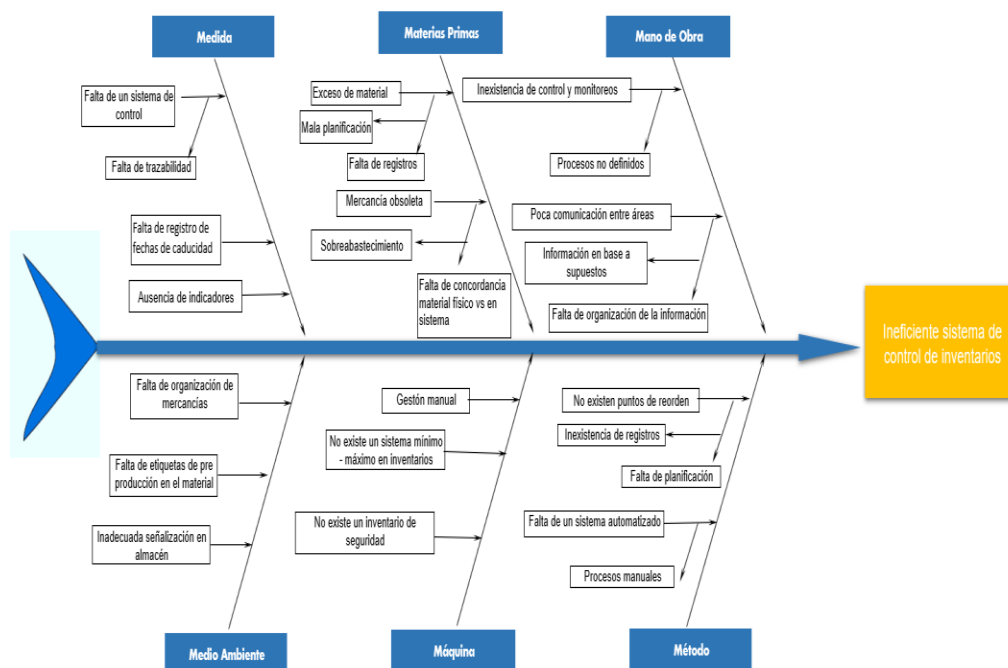 Medida
Materias Primas
Mano de Obra
Falta de un sistema de
control
Falta de trazabilidad
Falta de registro de
fechas de caducidad
Ausencia de indicadores
Exceso de material
Mala planificación
Falta de registros
Mercancia obsoleta
Sobreabastecimiento
Falta de concordancia
material físico vs en
sistema
Inexistencia de control y monitoreos
Procesos no definidos
Poca comunicación entre áreas
Información en base a
supuestos
Falta de organización de la información
Ineficiente sistema de
control de inventarios
Falta de organización de
mercancías
Falta de etiquetas de pre
producción en el material
Inadecuada señalización en
almacén
Gestón manual
No existe un sistema mínimo
- máximo en inventarios
No existe un inventario de
seguridad
No existen puntos de reorden
Inexistencia de registros
Falta de planificación
Falta de un sistema automatizado
Procesos manuales
Medio Ambiente
Máquina
Método